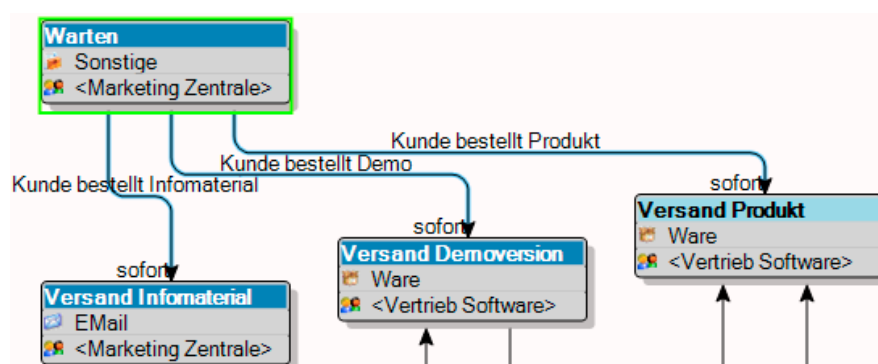 Warten
Sonstige
<Marketing Zentrale>
Kunde bestellt Produkt
Kunde bestellt Demo
Kunde bestellt Infomaterial
sofort
Versand Produkt
Ware
<Vertrieb Software>
sofort
Versand Demoversion
Ware
<Vertrieb Software>
sofort
Versand Infomaterial
EMail
<Marketing Zentrale>